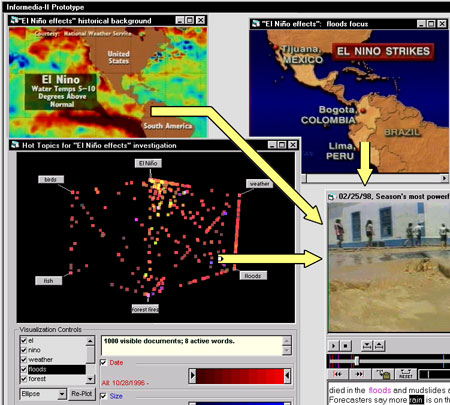 Informedia-II Prototype
"El Niño effects" historical background
Courtesy: National Weather Service
United
States
El Nino
Water Temps 5-10
Degrees Above
Normal
South America
"El Niño effects": floods focus
Tijuana,
MEXICO
EL NINO STRIKES
Bogota,
COLOMBIA
BRAZIL
Lima,
PERU
Hot Topics for "El Niño effects" investigation
El Niño
birds
weather
fish
floods
forest fires
02/25/98, Season's most powerf
Visualization Controls
el
nino
weather
floods
forest
Ellipse
Re-Plot
1000 visible documents; 8 active words.
Date
All: 10/28/1996 -
Size
RESET
died in the floods and mudslides a
Forecasters say more rain is on th